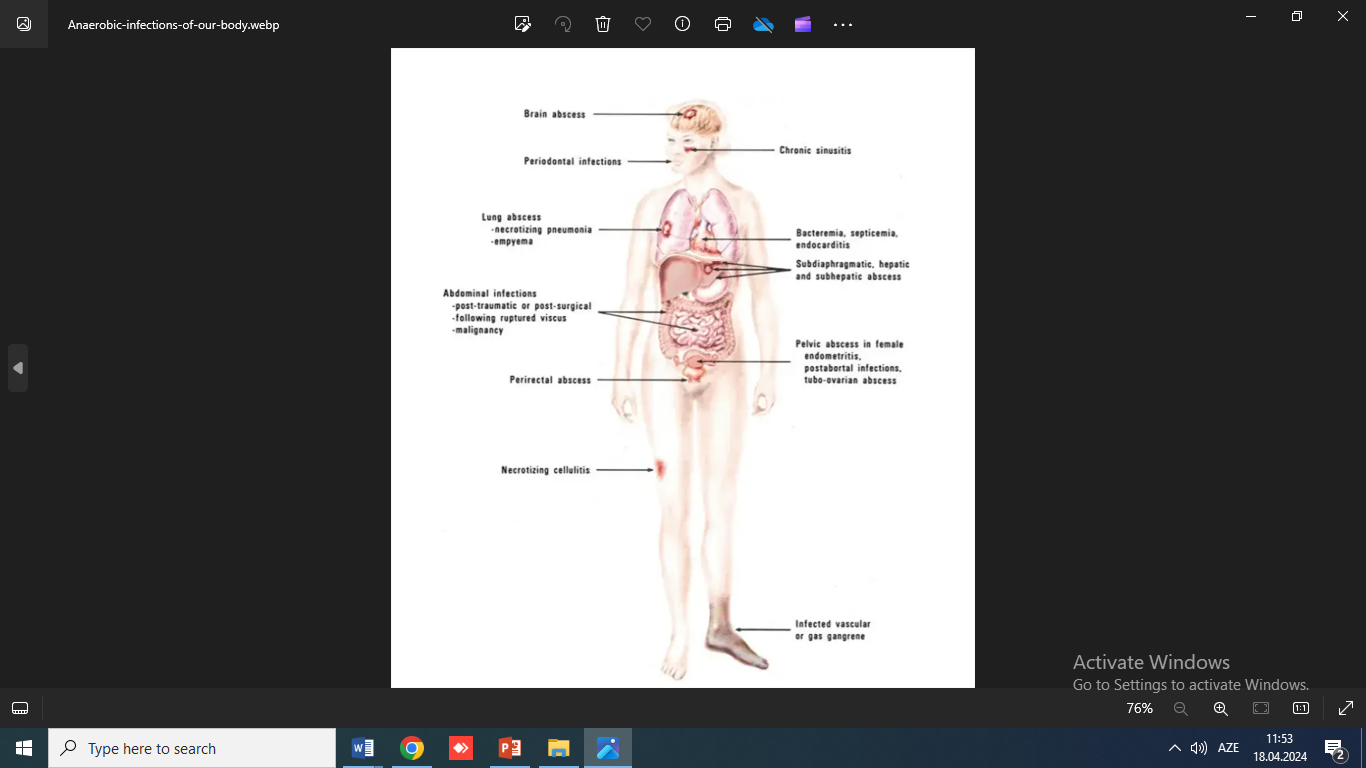 Anaerobic-infections-of-our-body.webp
Brain abscess
Chronic sinusitis
Periodontal infections
Lung abscess
-necrotizing pneumonia
-empyema
Bacteremia, septicemia,
endocarditis
Subdiaphragmatic, hepatic
and subhepatic abscess
Abdominal infections
-post-traumatic or post-surgical
-following ruptured viscus
-malignancy
Pelvic abscess in female
endometritis,
postabortal infections,
tubo-ovarian abscess
Perirectal abscess
Necrotizing cellulitis
Infected vascular
or gas gangrene
Activate Windows
Go to Settings to activate Windows.
76%
1:1
Type here to search
W
P
AZE
11:53
18.04.2024
2